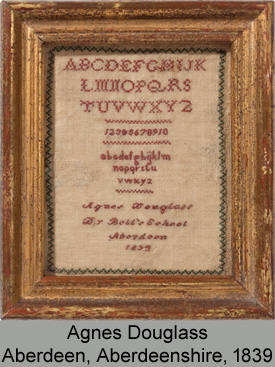 ABCDEFGHIJK
LMNOPQRS
TUVWXYZ
12345678910
abcdefghijklm
nopqrstu
vwxyz
Agnes Douglass
Dr Bell's School
Aberdeen
1839
Agnes Douglass
Aberdeen, Aberdeenshire, 1839